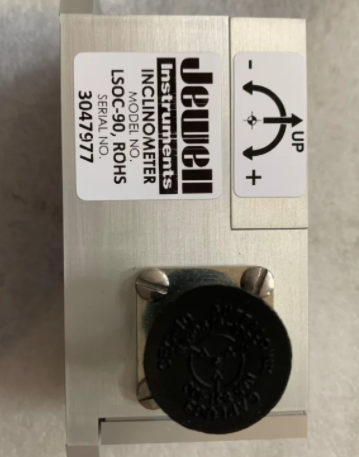 Jewell
Instruments
INCLINOMETER
MODEL NO.
LSOC-90, ROHS
SERIAL NO.
3047977
-
UP
+